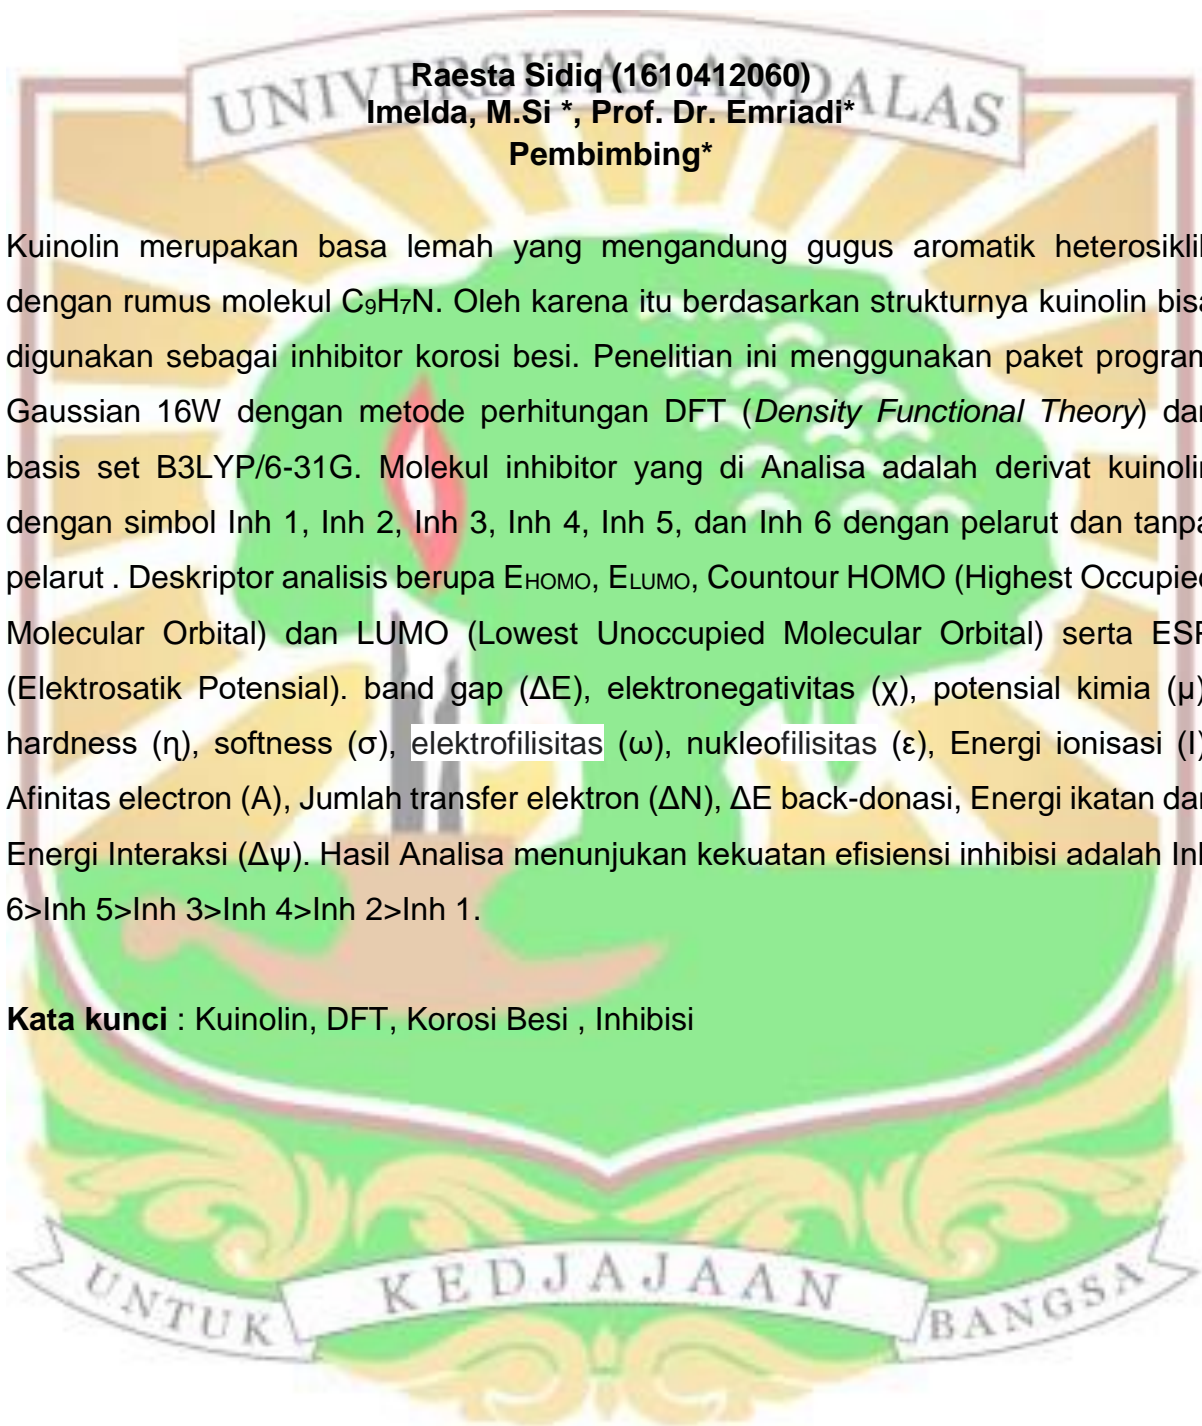 UNIVERSITAS ANDALAS
Raesta Sidiq (1610412060)
Imelda, M.Si *, Prof. Dr. Emriadi*
Pembimbing*
Kuinolin merupakan basa lemah yang mengandung gugus aromatik heterosiklik
dengan rumus molekul C₉H₇N. Oleh karena itu berdasarkan strukturnya kuinolin bisa
digunakan sebagai inhibitor korosi besi. Penelitian ini menggunakan paket program
Gaussian 16W dengan metode perhitungan DFT (Density Functional Theory) dan
basis set B3LYP/6-31G. Molekul inhibitor yang di Analisa adalah derivat kuinolin
dengan simbol Inh 1, Inh 2, Inh 3, Inh 4, Inh 5, dan Inh 6 dengan pelarut dan tanpa
pelarut . Deskriptor analisis berupa EHOMO, ELUMO, Countour HOMO (Highest Occupied
Molecular Orbital) dan LUMO (Lowest Unoccupied Molecular Orbital) serta ESP
(Elektrosatik Potensial). band gap (ΔE), elektronegativitas (χ), potensial kimia (μ)
hardness (η), softness (σ), elektrofilisitas (ω), nukleofilisitas (ε), Energi ionisasi (I)
Afinitas electron (A), Jumlah transfer elektron (ΔN), ΔE back-donasi, Energi ikatan dan
Energi Interaksi (Δψ). Hasil Analisa menunjukan kekuatan efisiensi inhibisi adalah Inh
6>Inh 5>Inh 3>Inh 4>Inh 2>Inh 1.
Kata kunci : Kuinolin, DFT, Korosi Besi , Inhibisi
UNTUK KEDJAJAAN BANGSA